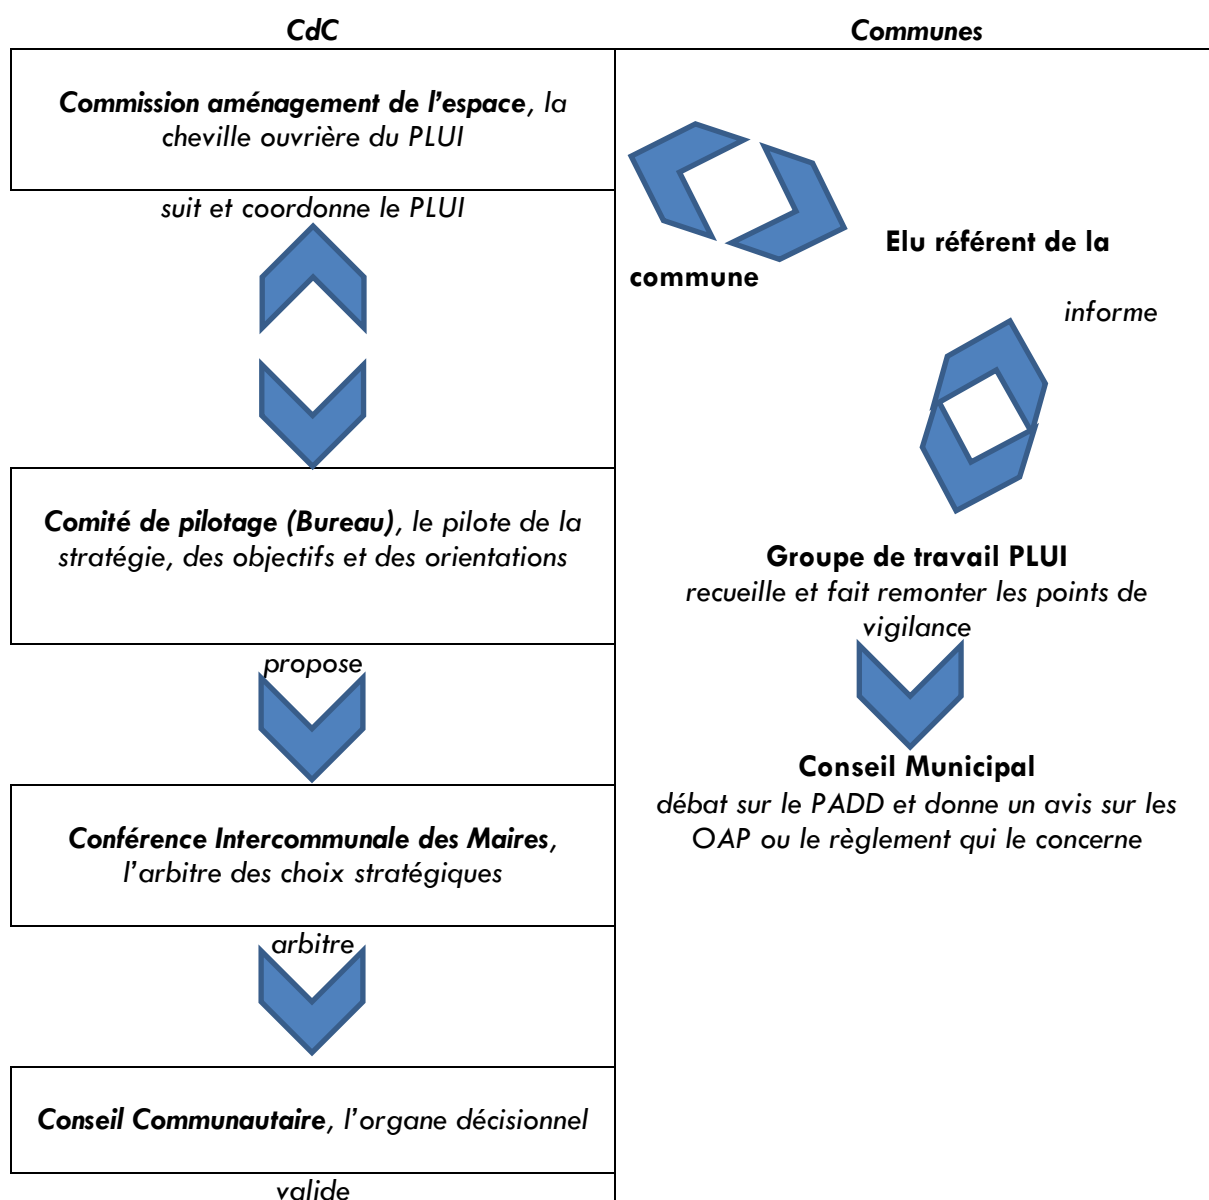 CdC
Commission aménagement de l’espace, la
cheville ouvrière du PLUI
suit et coordonne le PLUI
Comité de pilotage (Bureau), le pilote de la
stratégie, des objectifs et des orientations
propose
Conférence Intercommunale des Maires,
l’arbitre des choix stratégiques
arbitre
Conseil Communautaire, l’organe décisionnel
valide
Communes
Elu référent de la
commune
informe
Groupe de travail PLUI
recueille et fait remonter les points de
vigilance
Conseil Municipal
débat sur le PADD et donne un avis sur les
OAP ou le règlement qui le concerne